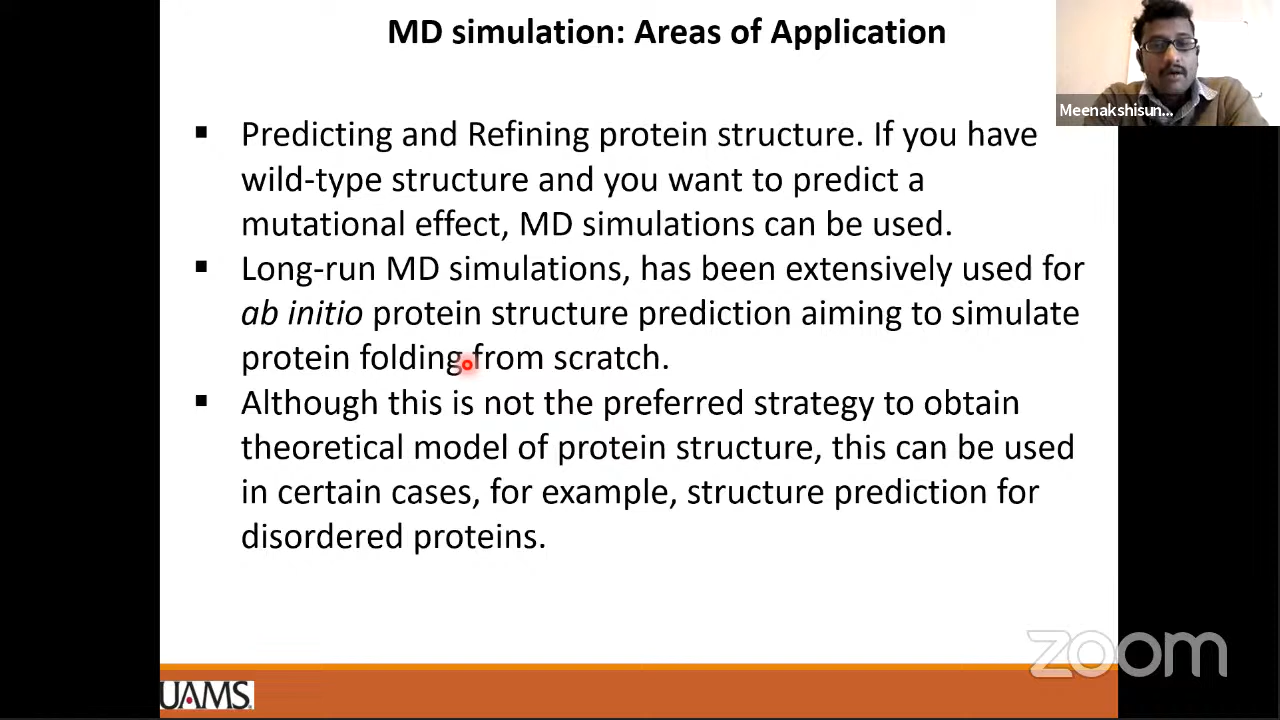 MD simulation: Areas of Application
Meenakshisun...
▪ Predicting and Refining protein structure. If you have
wild-type structure and you want to predict a
mutational effect, MD simulations can be used.
▪ Long-run MD simulations, has been extensively used for
ab initio protein structure prediction aiming to simulate
protein folding from scratch.
▪ Although this is not the preferred strategy to obtain
theoretical model of protein structure, this can be used
in certain cases, for example, structure prediction for
disordered proteins.
zoom
UAMS